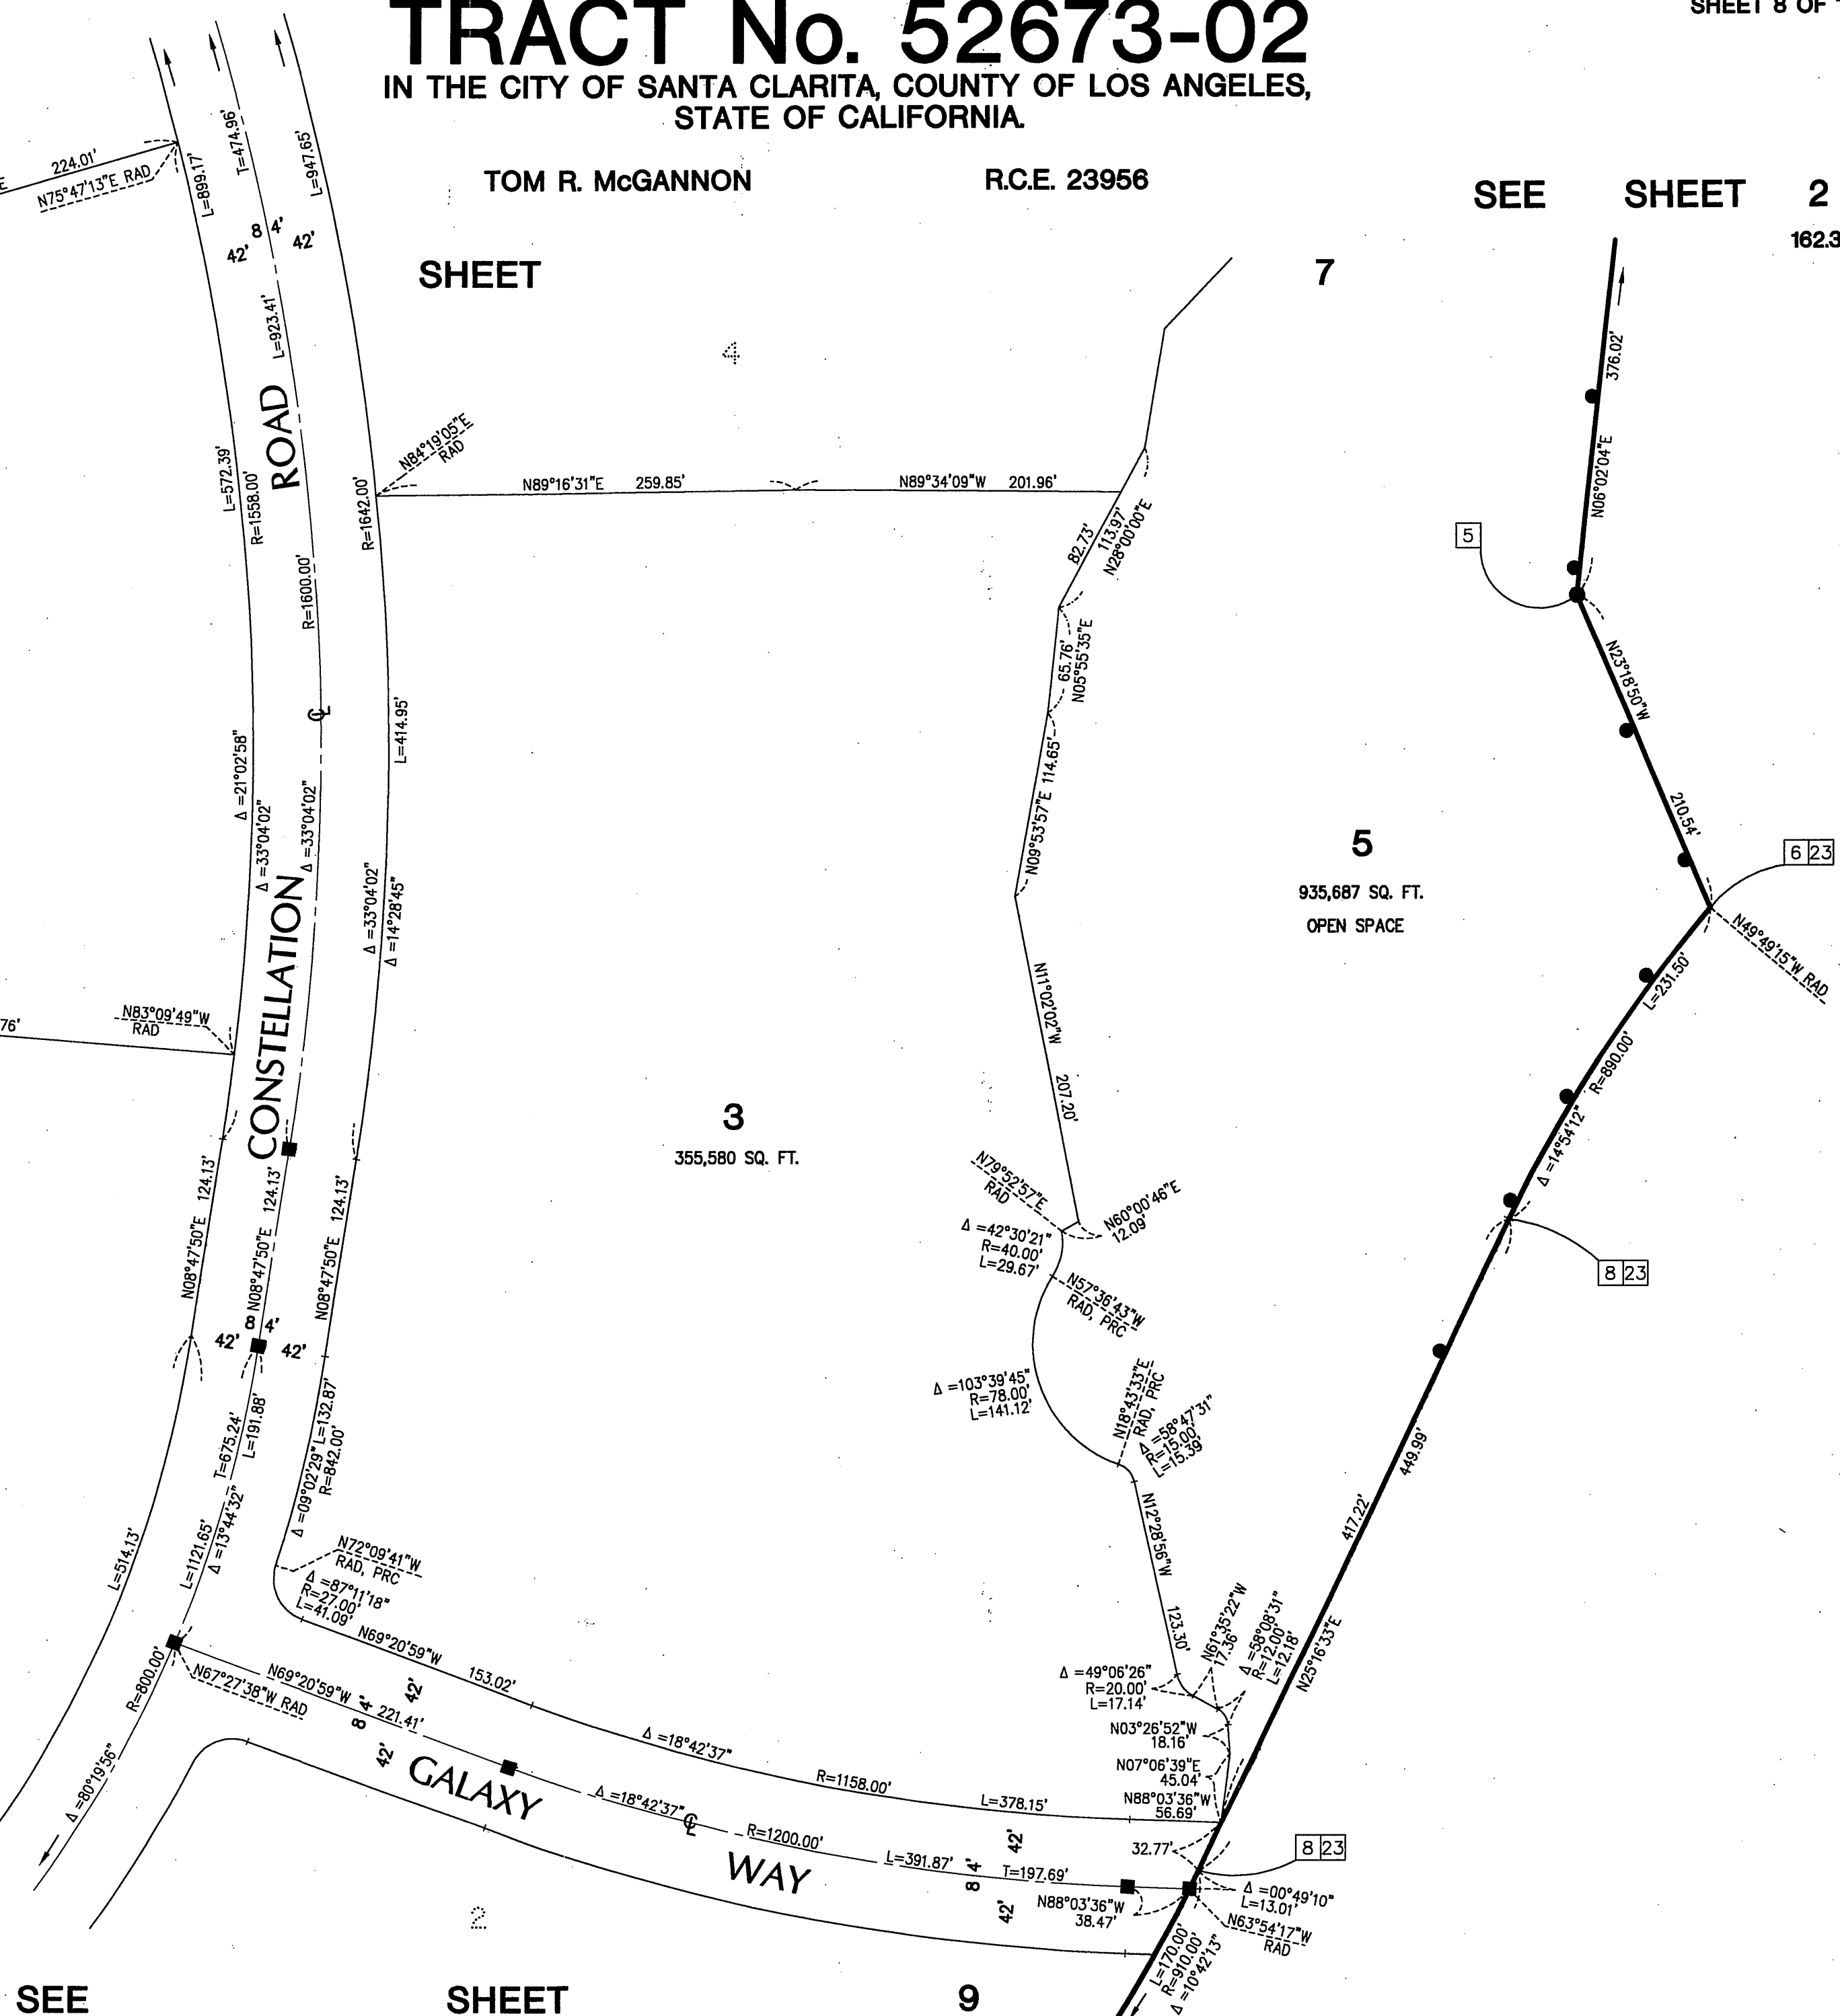 SHEET 8 OF
TRACT No. 52673-02
IN THE CITY OF SANTA CLARITA, COUNTY OF LOS ANGELES,
STATE OF CALIFORNIA.
TOM R. McGANNON
R.C.E. 23956
SEE SHEET 2
162.3
SHEET
7
4
224.01'
N75°47'13"E RAD
L=899.17'
T=474.96'
L=947.65'
8 4'
42'
42'
L=923.41'
ROAD
L=572.39'
R=1558.00'
R=1600.00'
R=1642.00'
N84°19'05"E
RAD
N89°16'31"E 259.85'
N89°34'09"W 201.96'
82.73'
113.97'
N28°00'00"E
65.76'
N05°55'35"E
N09°53'57"E 114.65'
N11°02'02"W
207.20'
376.02'
N06°02'04"E
5
N23°18'50"W
210.54'
6 23
N49°49'15"W RAD
L=231.50'
R=890.00'
Δ =14°54'12"
8 23
5
935,687 SQ. FT.
OPEN SPACE
℄
L=414.95'
Δ =21°02'58"
Δ =33°04'02"
Δ =33°04'02"
Δ =33°04'02"
Δ =14°28'45"
CONSTELLATION
76'
N83°09'49"W
RAD
3
355,580 SQ. FT.
N08°47'50"E 124.13'
N08°47'50"E 124.13'
N08°47'50"E 124.13'
8 4'
42'
42'
N79°52'57"E
RAD
N60°00'46"E
12.09'
Δ =42°30'21"
R=40.00'
L=29.67'
N57°36'43"W
RAD, PRC
Δ =103°39'45"
R=78.00'
L=141.12'
N18°43'33"E
RAD, PRC
Δ =58°47'31"
R=15.00'
L=15.39'
449.99'
417.22'
N25°16'33"E
N12°28'56"W
123.30'
T=675.24'
L=191.88'
Δ =09°02'29" L=132.87'
R=842.00'
L=514.13'
L=1121.65'
Δ =13°44'32"
N72°09'41"W
RAD, PRC
Δ =87°11'18"
R=27.00'
L=41.09'
N69°20'59"W
153.02'
R=800.00'
N67°27'38"W RAD
N69°20'59"W
221.41'
8 4'
42'
42'
Δ =80°19'56"
GALAXY
WAY
Δ =18°42'37"
R=1158.00'
L=378.15'
Δ =18°42'37"
℄
R=1200.00'
L=391.87'
T=197.69'
8 4'
42'
42'
N61°35'22"W
17.36'
Δ =58°08'31"
R=12.00'
L=12.18'
Δ =49°06'26"
R=20.00'
L=17.14'
N03°26'52"W
18.16'
N07°06'39"E
45.04'
N88°03'36"W
56.69'
32.77'
8 23
N88°03'36"W
38.47'
Δ =00°49'10"
L=13.01'
N63°54'17"W
RAD
L=170.00'
R=910.00'
Δ =10°42'13"
2
SEE SHEET 9